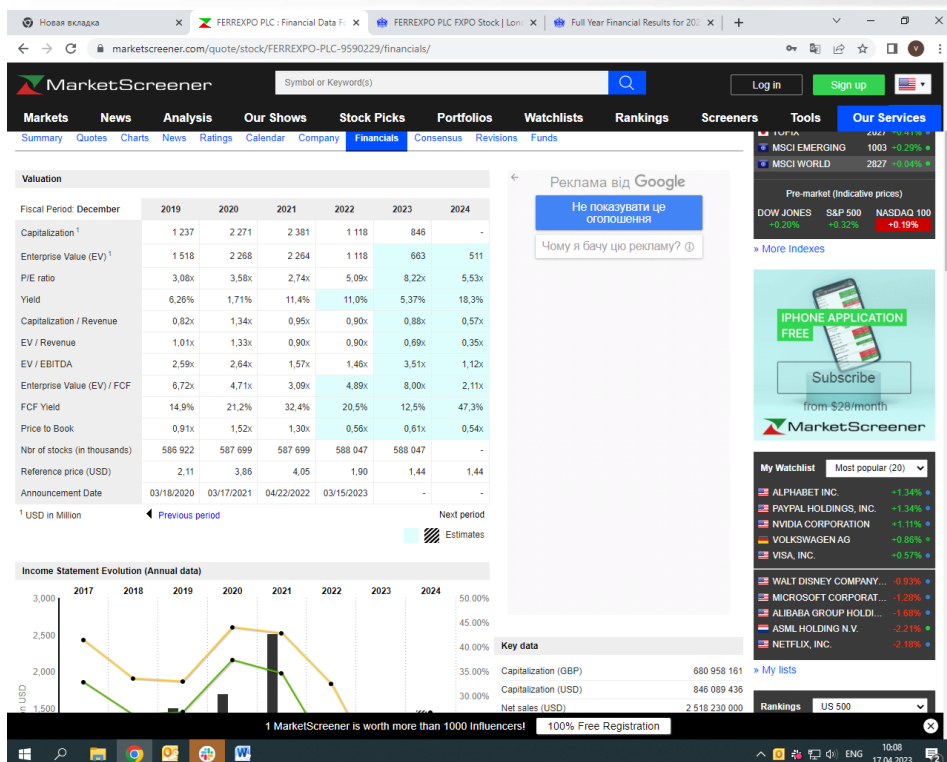 Новая вкладка
FERREXPO PLC : Financial Data Fo
FERREXPO PLC FXPO Stock | Lon
Full Year Financial Results for 202
marketscreener.com/quote/stock/FERREXPO-PLC-9590229/financials/
V
MarketScreener
Symbol or Keyword(s)
Log in
Sign up
Markets News Analysis Our Shows Stock Picks Portfolios Watchlists Rankings Screeners Tools Our Services
Summary Quotes Charts News Ratings Calendar Company Financials Consensus Revisions Funds
Valuation
Fiscal Period: December 2019 2020 2021 2022 2023 2024
Capitalization 1 1 237 2 271 2 381 1 118 846 -
Enterprise Value (EV) 1 1 518 2 268 2 264 1 118 663 511
P/E ratio 3,08x 3,58x 2,74x 5,09x 8,22x 5,53x
Yield 6,26% 1,71% 11,4% 11,0% 5,37% 18,3%
Capitalization / Revenue 0,82x 1,34x 0,95x 0,90x 0,88x 0,57x
EV / Revenue 1,01x 1,33x 0,90x 0,90x 0,69x 0,35x
EV / EBITDA 2,59x 2,64x 1,57x 1,46x 3,51x 1,12x
Enterprise Value (EV) / FCF 6,72x 4,71x 3,09x 4,89x 8,00x 2,11x
FCF Yield 14,9% 21,2% 32,4% 20,5% 12,5% 47,3%
Price to Book 0,91x 1,52x 1,30x 0,56x 0,61x 0,54x
Nbr of stocks (in thousands) 586 922 587 699 587 699 588 047 588 047 -
Reference price (USD) 2,11 3,86 4,05 1,90 1,44 1,44
Announcement Date 03/18/2020 03/17/2021 04/22/2022 03/15/2023 - -
1 USD in Million
Previous period
Next period
Estimates
Income Statement Evolution (Annual data)
2017 2018 2019 2020 2021 2022 2023 2024
3,000
2,500
2,000
1,500
50.00%
45.00%
40.00%
35.00%
30.00%
Реклама від Google
Не показувати це
оголошення
Чому я бачу цю рекламу?
Key data
Capitalization (GBP) 680 958 161
Capitalization (USD) 846 089 436
Net sales (USD) 2 518 230 000
MSCI EMERGING 1003 +0.29%
MSCI WORLD 2827 +0.04%
Pre-market (Indicative prices)
DOW JONES S&P 500 NASDAQ 100
+0.20% +0.32% +0.19%
» More Indexes
IPHONE APPLICATION
FREE
Subscribe
from $28/month
MarketScreener
My Watchlist Most popular (20)
ALPHABET INC. +1.34%
PAYPAL HOLDINGS, INC. +1.34%
NVIDIA CORPORATION +1.11%
VOLKSWAGEN AG +0.86%
VISA, INC. +0.57%
WALT DISNEY COMPANY... -0.93%
MICROSOFT CORPORAT... -1.28%
ALIBABA GROUP HOLDI... -1.68%
ASML HOLDING N.V. -2.21%
NETFLIX, INC. -2.18%
» My lists
Rankings US 500
1 MarketScreener is worth more than 1000 Influencers!
100% Free Registration
ENG
10:08
17.04.2023